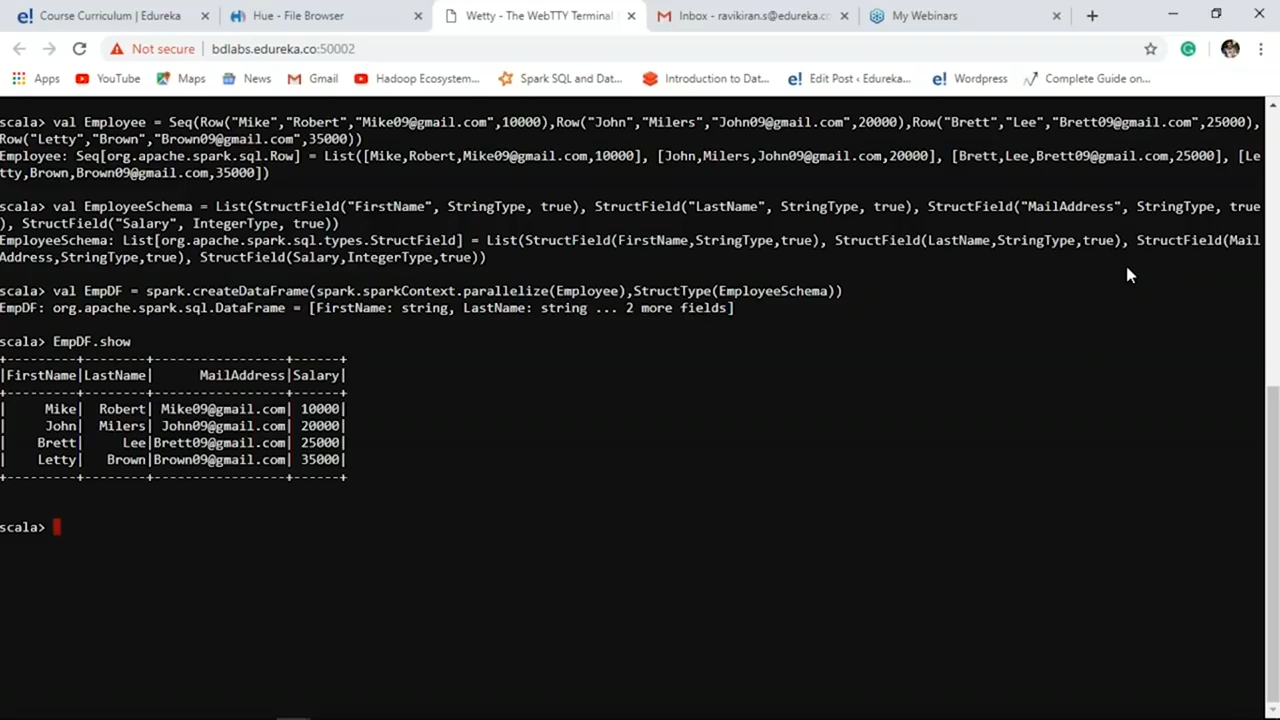 Course Curriculum | Edureka
Hue - File Browser
Wetty - The WebTTY Terminal
Inbox - ravikiran.s@edureka.co
My Webinars
Not secure
bdlabs.edureka.co:50002
Apps
YouTube
Maps
News
Gmail
Hadoop Ecosystem...
Spark SQL and Dat...
Introduction to Dat...
Edit Post ‹ Edureka...
Wordpress
Complete Guide on...
scala> val Employee = Seq(Row("Mike","Robert","Mike09@gmail.com",10000),Row("John","Milers","John09@gmail.com",20000),Row("Brett","Lee","Brett09@gmail.com",25000),
Row("Letty","Brown","Brown09@gmail.com",35000))
Employee: Seq[org.apache.spark.sql.Row] = List([Mike,Robert,Mike09@gmail.com,10000], [John,Milers,John09@gmail.com,20000], [Brett,Lee,Brett09@gmail.com,25000], [Le
tty,Brown,Brown09@gmail.com,35000])
scala> val EmployeeSchema = List(StructField("FirstName", StringType, true), StructField("LastName", StringType, true), StructField("MailAddress", StringType, true
), StructField("Salary", IntegerType, true))
EmployeeSchema: List[org.apache.spark.sql.types.StructField] = List(StructField(FirstName,StringType,true), StructField(LastName,StringType,true), StructField(Mail
Address,StringType,true), StructField(Salary,IntegerType,true))
scala> val EmpDF = spark.createDataFrame(spark.sparkContext.parallelize(Employee),StructType(EmployeeSchema))
EmpDF: org.apache.spark.sql.DataFrame = [FirstName: string, LastName: string ... 2 more fields]
scala> EmpDF.show
+---------+--------+-----------------+------+
|FirstName|LastName|      MailAddress|Salary|
+---------+--------+-----------------+------+
|     Mike|  Robert| Mike09@gmail.com| 10000|
|     John|  Milers| John09@gmail.com| 20000|
|    Brett|     Lee|Brett09@gmail.com| 25000|
|    Letty|   Brown|Brown09@gmail.com| 35000|
+---------+--------+-----------------+------+
scala>